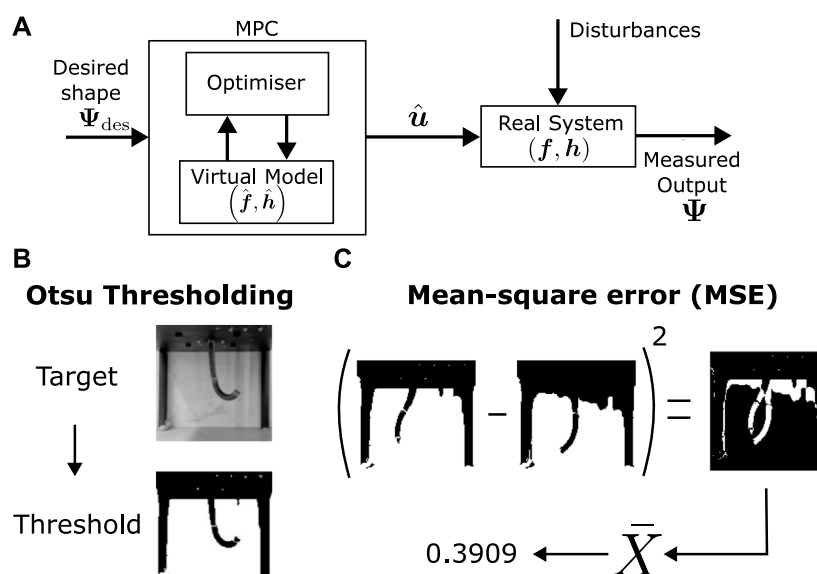 A
MPC
Desired
shape
Ψdes
Optimiser
Virtual Model
(f̂, ĥ)
û
Disturbances
Real System
(f, h)
Measured
Output
Ψ̄
B
Otsu Thresholding
Target
Threshold
C
Mean-square error (MSE)
( − )² =
X̄
0.3909